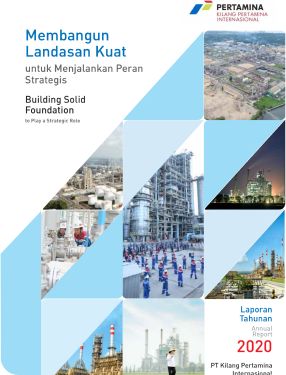 PERTAMINA
KILANG PERTAMINA
INTERNASIONAL
Membangun
Landasan Kuat
untuk Menjalankan Peran
Strategis
Building Solid
Foundation
to Play a Strategic Role
Laporan
Tahunan
Annual
Report
2020
PT Kilang Pertamina
Internasional